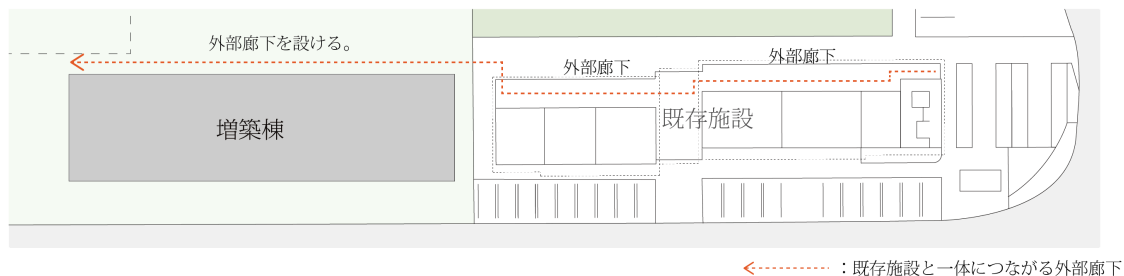 外部廊下を設ける。
外部廊下
外部廊下
増築棟
既存施設
：既存施設と一体につながる外部廊下